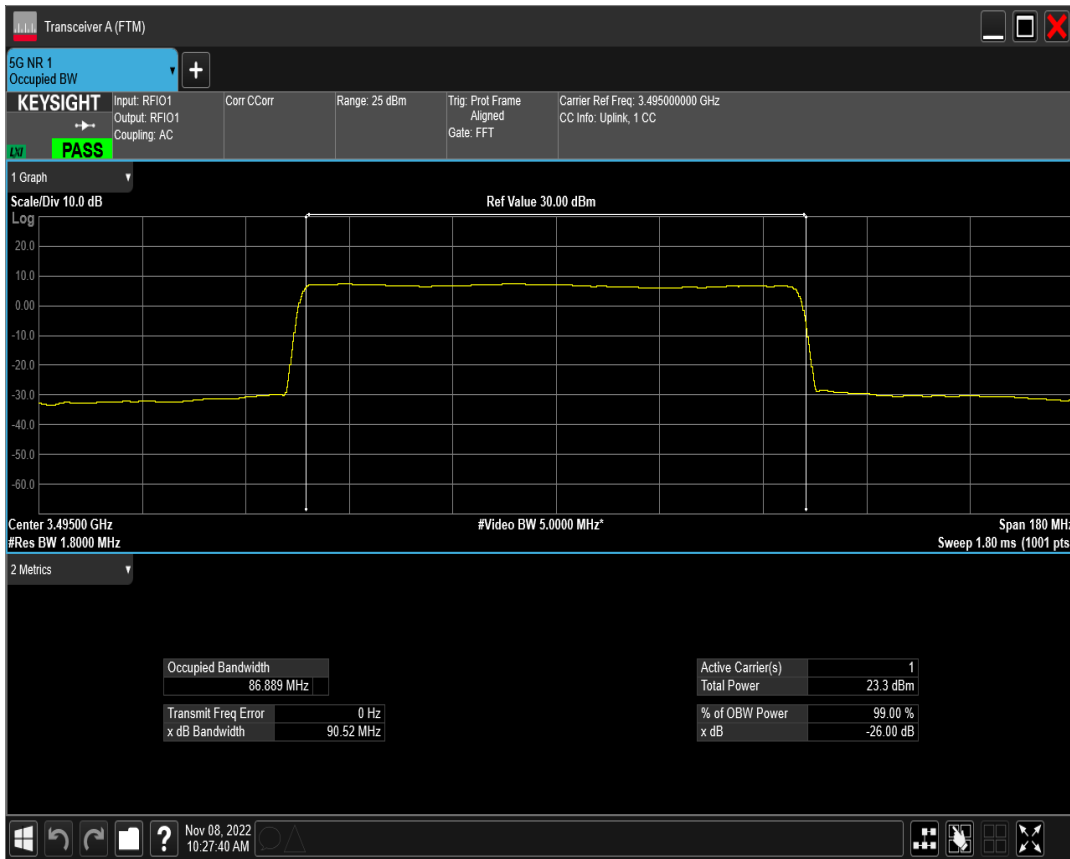 Transceiver A (FTM)
5G NR 1
Occupied BW
+
KEYSIGHT
LXI
PASS
Input: RFIO1
Output: RFIO1
Coupling: AC
Corr CCorr
Range: 25 dBm
Trig: Prot Frame
Aligned
Gate: FFT
Carrier Ref Freq: 3.495000000 GHz
CC Info: Uplink, 1 CC
1 Graph
Scale/Div 10.0 dB
Ref Value 30.00 dBm
Log
20.0
10.0
0.00
-10.0
-20.0
-30.0
-40.0
-50.0
-60.0
Center 3.49500 GHz
#Video BW 5.0000 MHz*
Span 180 MHz
#Res BW 1.8000 MHz
Sweep 1.80 ms (1001 pts
2 Metrics
Occupied Bandwidth
86.889 MHz
Transmit Freq Error 0 Hz
x dB Bandwidth 90.52 MHz
Active Carrier(s) 1
Total Power 23.3 dBm
% of OBW Power 99.00 %
x dB -26.00 dB
?
Nov 08, 2022
10:27:40 AM